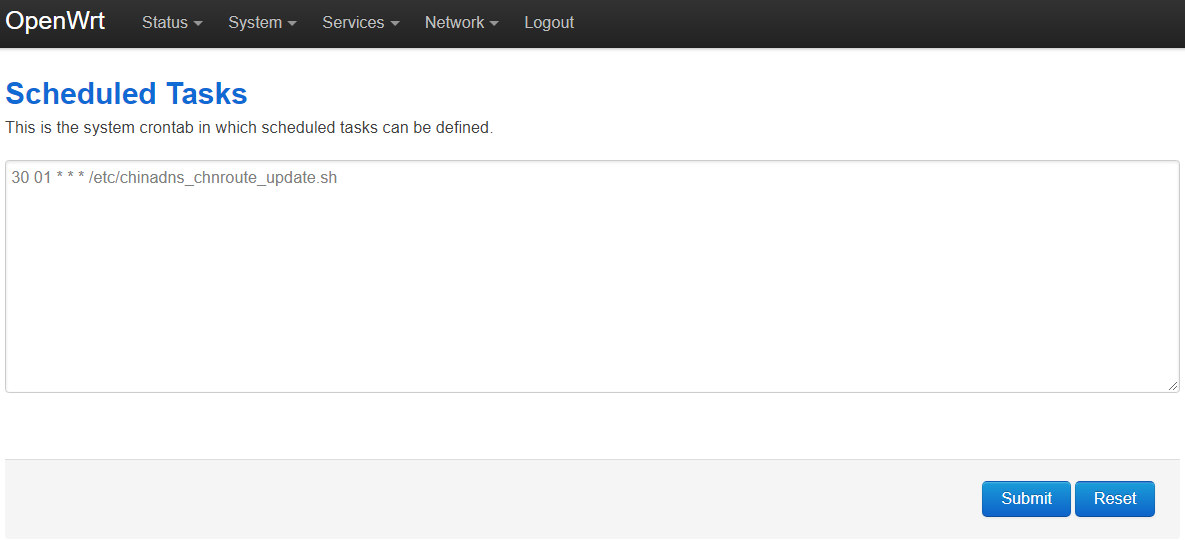 OpenWrt Status System Services Network Logout
Scheduled Tasks
This is the system crontab in which scheduled tasks can be defined.
30 01 * * * /etc/chinadns_chnroute_update.sh
Submit Reset